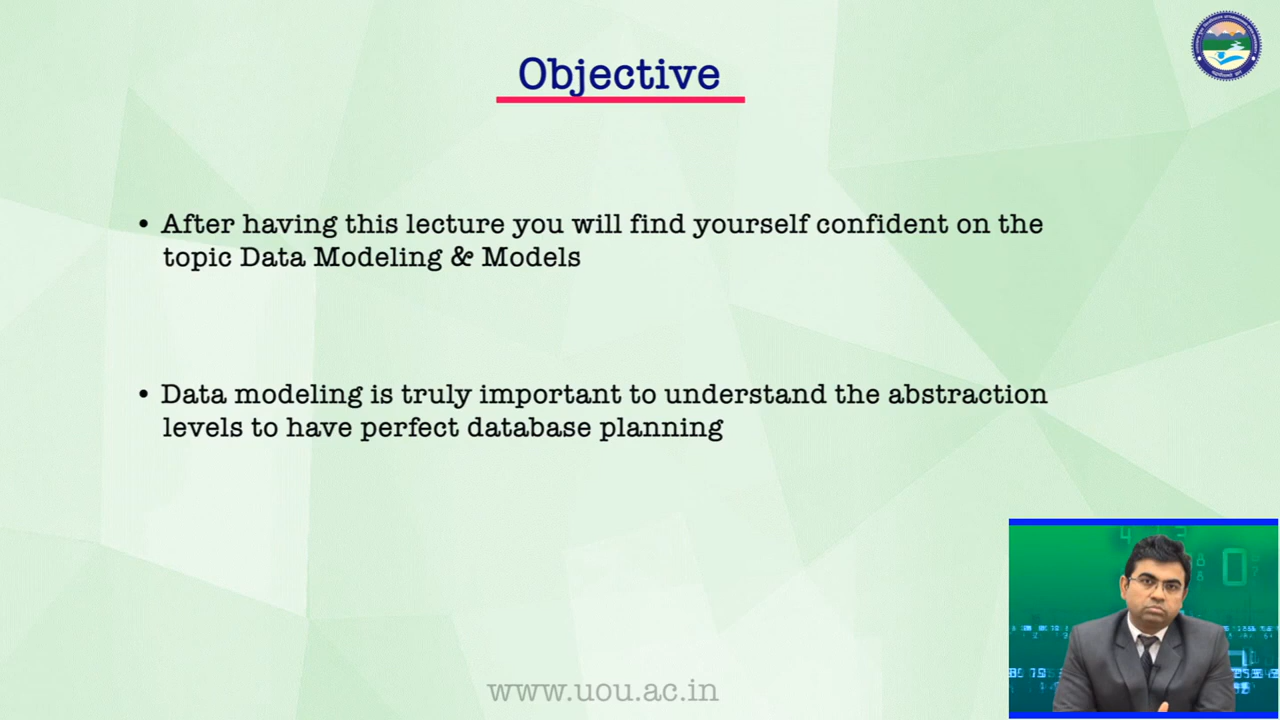 Objective
• After having this lecture you will find yourself confident on the
topic Data Modeling & Models
• Data modeling is truly important to understand the abstraction
levels to have perfect database planning
www.uou.ac.in